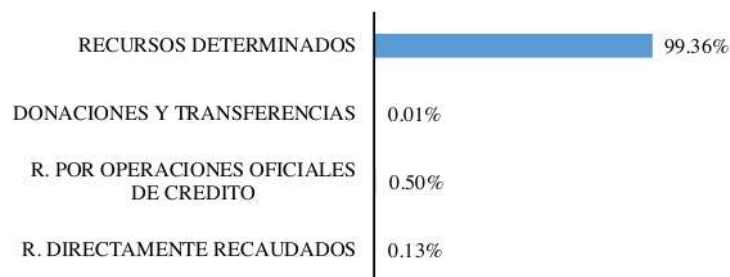 RECURSOS DETERMINADOS 99.36%
DONACIONES Y TRANSFERENCIAS 0.01%
R. POR OPERACIONES OFICIALES
DE CREDITO 0.50%
R. DIRECTAMENTE RECAUDADOS 0.13%